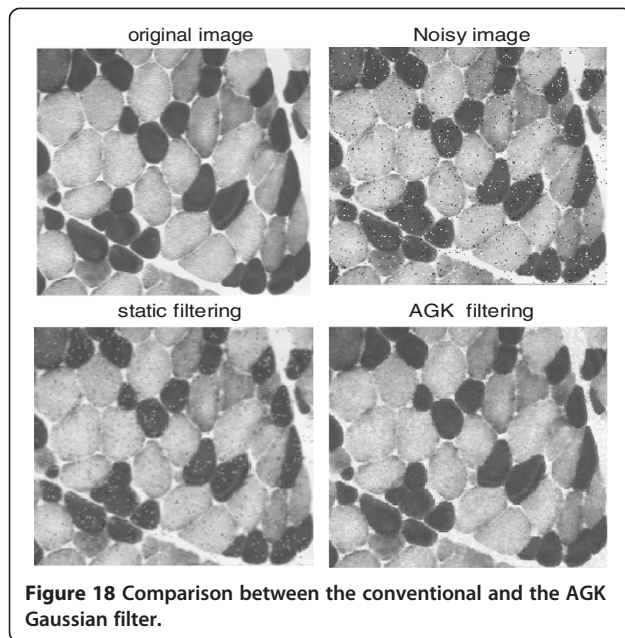 original image
Noisy image
static filtering
AGK filtering
Figure 18 Comparison between the conventional and the AGK
Gaussian filter.